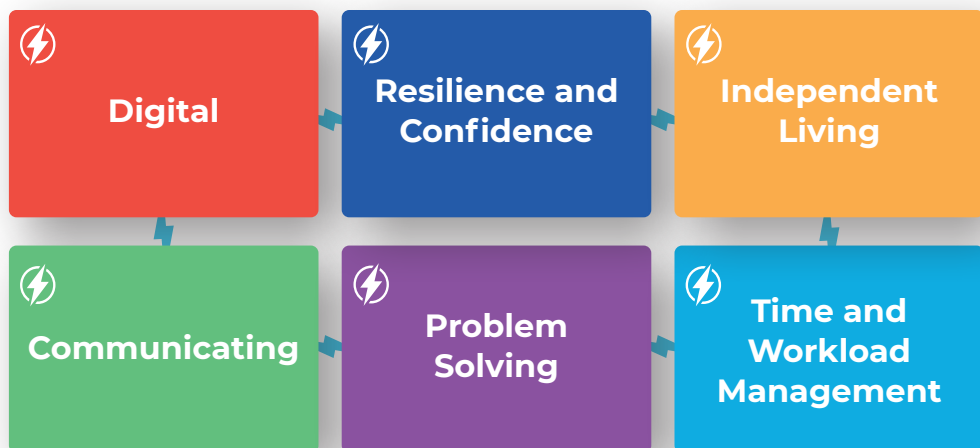 Digital
Resilience and
Confidence
Independent
Living
Communicating
Problem
Solving
Time and
Workload
Management